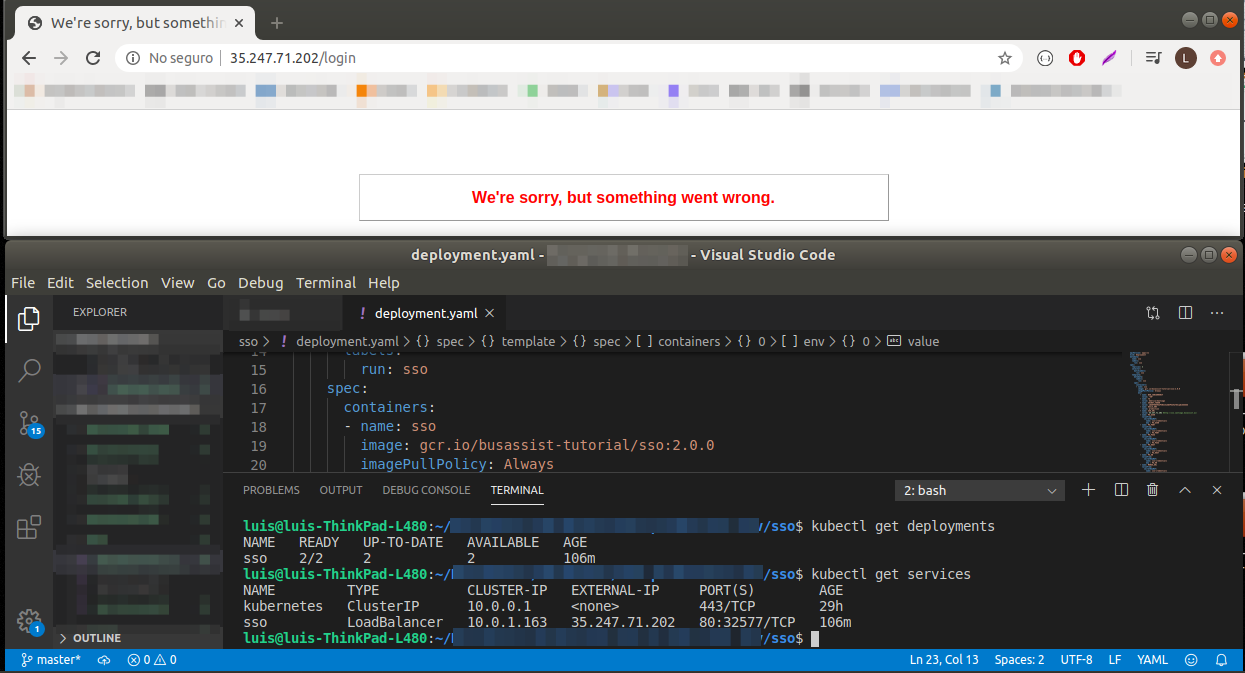 We're sorry, but somethin
No seguro
35.247.71.202/login
L
We're sorry, but something went wrong.
deployment.yaml -
- Visual Studio Code
File Edit Selection View Go Debug Terminal Help
EXPLORER
! deployment.yaml
sso > ! deployment.yaml > {} spec > {} template > {} spec > [ ] containers > {} 0 > [ ] env > {} 0 > abc value
14 labels:
15 run: sso
16 spec:
17 containers:
18 - name: sso
19 image: gcr.io/busassist-tutorial/sso:2.0.0
20 imagePullPolicy: Always
15
PROBLEMS OUTPUT DEBUG CONSOLE TERMINAL
2: bash
luis@luis-ThinkPad-L480:~/ /sso$ kubectl get deployments
NAME READY UP-TO-DATE AVAILABLE AGE
sso 2/2 2 2 106m
luis@luis-ThinkPad-L480:~/ /sso$ kubectl get services
NAME TYPE CLUSTER-IP EXTERNAL-IP PORT(S) AGE
kubernetes ClusterIP 10.0.0.1 <none> 443/TCP 29h
sso LoadBalancer 10.0.1.163 35.247.71.202 80:32577/TCP 106m
luis@luis-ThinkPad-L480:~/ /sso$
1
OUTLINE
master* 0 0
Ln 23, Col 13 Spaces: 2 UTF-8 LF YAML